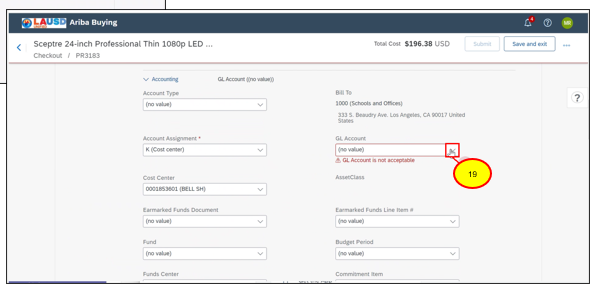 LAUSD Ariba Buying
4
?
MR
Sceptre 24-inch Professional Thin 1080p LED ...
Total Cost $196.38 USD
Submit
Save and exit
...
Checkout / PR3183
?
Accounting
GL Account ((no value))
Account Type
(no value)
Bill To
1000 (Schools and Offices)
333 S. Beaudry Ave. Los Angeles, CA 90017 United
States
Account Assignment *
K (Cost center)
GL Account
(no value)
GL Account is not acceptable
19
Cost Center
0001853601 (BELL SH)
AssetClass
Earmarked Funds Document
(no value)
Earmarked Funds Line Item #
(no value)
Fund
(no value)
Budget Period
(no value)
Funds Center
Commitment Item